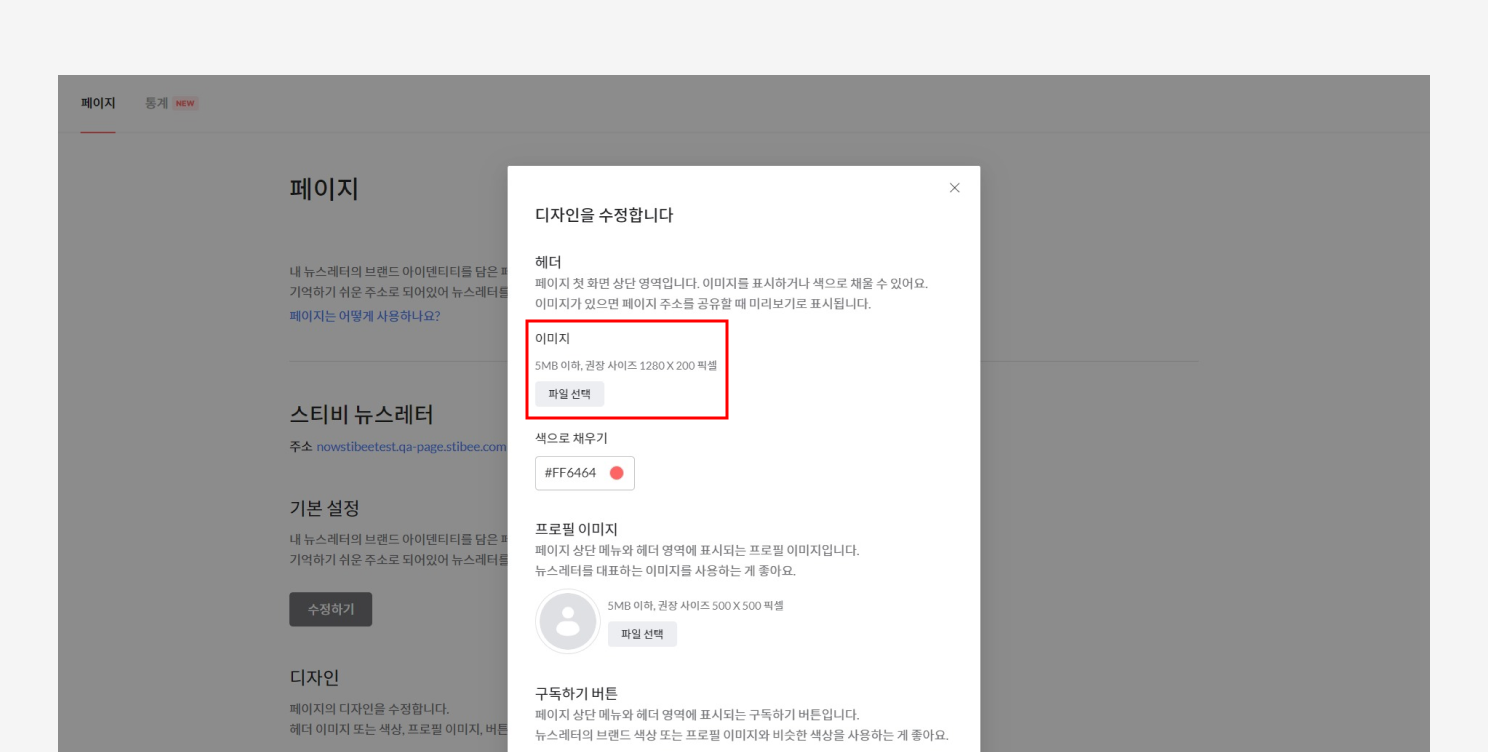 페이지 통계 NEW
페이지
내 뉴스레터의 브랜드 아이덴티티를 담은
기억하기 쉬운 주소로 되어있어 뉴스레터를
페이지는 어떻게 사용하나요?
스티비 뉴스레터
주소 nowstibeetest.qa-page.stibee.com
기본 설정
내 뉴스레터의 브랜드 아이덴티티를 담은
기억하기 쉬운 주소로 되어있어 뉴스레터를
수정하기
디자인
페이지의 디자인을 수정합니다.
헤더 이미지 또는 색상, 프로필 이미지, 버튼
디자인을 수정합니다
헤더
페이지 첫 화면 상단 영역입니다. 이미지를 표시하거나 색으로 채울 수 있어요.
이미지가 있으면 페이지 주소를 공유할 때 미리보기로 표시됩니다.
이미지
5MB 이하, 권장 사이즈 1280 X 200 픽셀
파일 선택
색으로 채우기
#FF6464
프로필 이미지
페이지 상단 메뉴와 헤더 영역에 표시되는 프로필 이미지입니다.
뉴스레터를 대표하는 이미지를 사용하는 게 좋아요.
5MB 이하, 권장 사이즈 500 X 500 픽셀
파일 선택
구독하기 버튼
페이지 상단 메뉴와 헤더 영역에 표시되는 구독하기 버튼입니다.
뉴스레터의 브랜드 색상 또는 프로필 이미지와 비슷한 색상을 사용하는 게 좋아요.